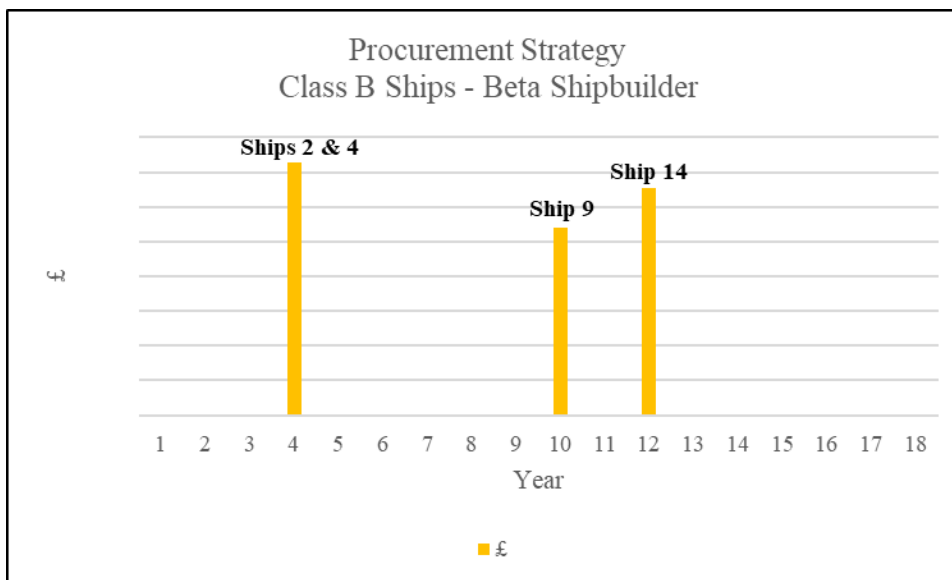 Procurement Strategy
Class B Ships - Beta Shipbuilder
Ships 2 & 4
Ship 14
Ship 9
£
1 2 3 4 5 6 7 8 9 10 11 12 13 14 15 16 17 18
Year
£